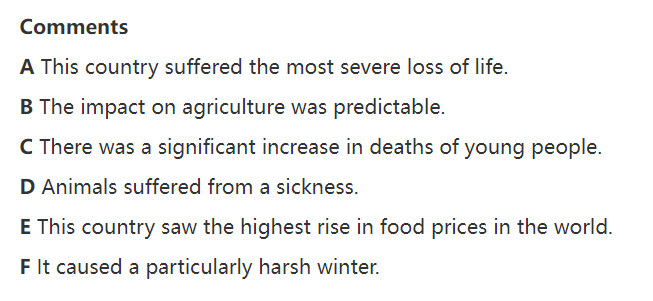 Comments
A This country suffered the most severe loss of life.
B The impact on agriculture was predictable.
C There was a significant increase in deaths of young people.
D Animals suffered from a sickness.
E This country saw the highest rise in food prices in the world.
F It caused a particularly harsh winter.